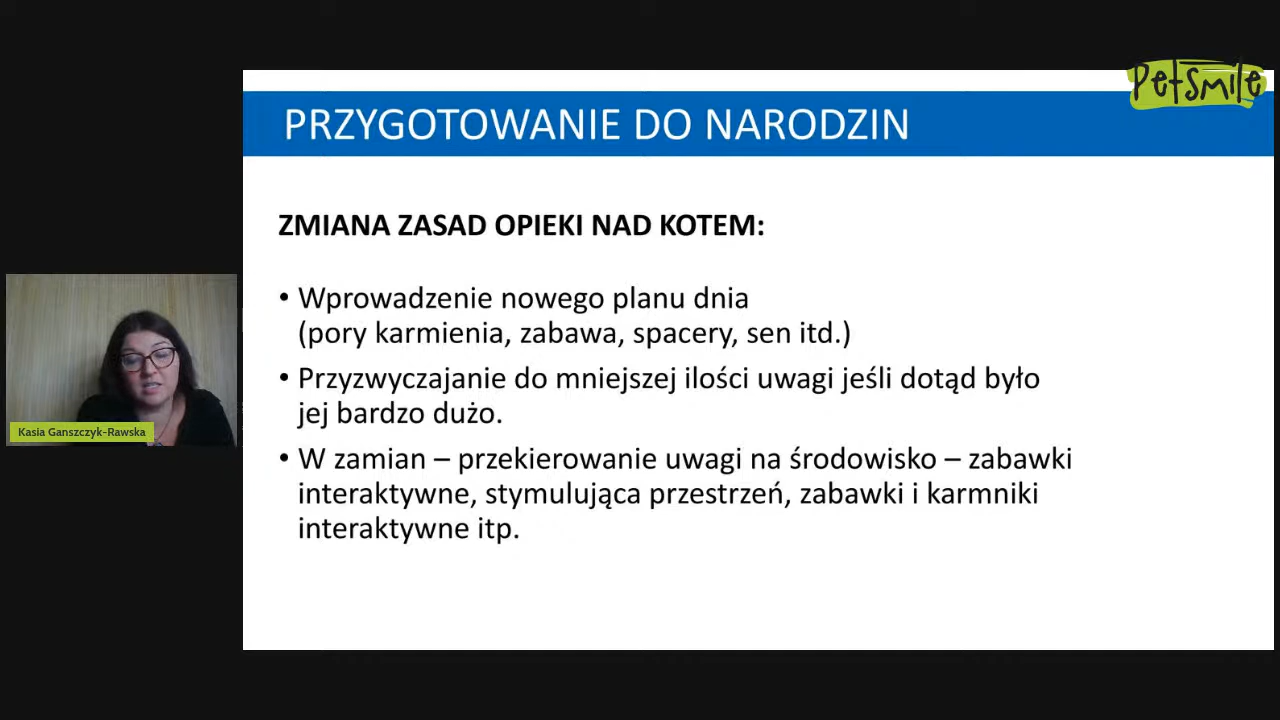 PetSmile
PRZYGOTOWANIE DO NARODZIN
ZMIANA ZASAD OPIEKI NAD KOTEM:
• Wprowadzenie nowego planu dnia
(pory karmienia, zabawa, spacery, sen itd.)
• Przyzwyczajanie do mniejszej ilości uwagi jeśli dotąd było
jej bardzo dużo.
• W zamian – przekierowanie uwagi na środowisko – zabawki
interaktywne, stymulująca przestrzeń, zabawki i karmniki
interaktywne itp.
Kasia Ganszczyk-Rawska